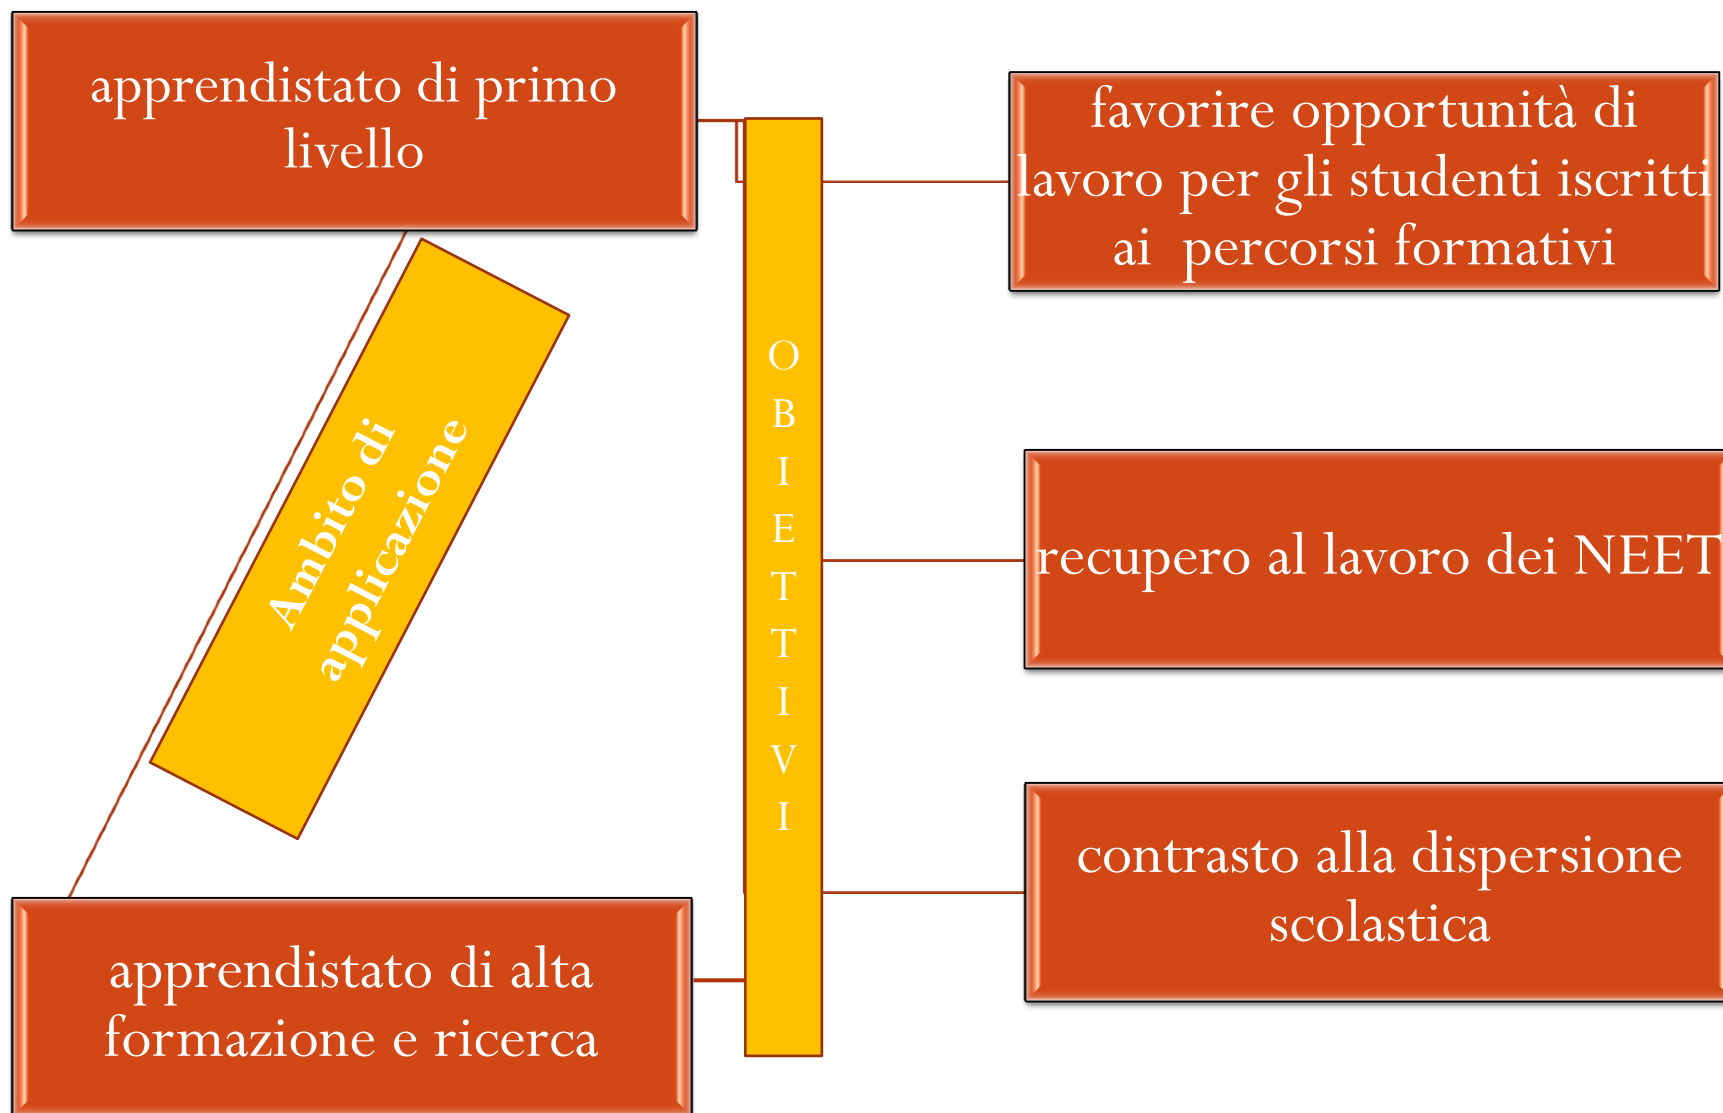 apprendistato di primo
livello
Ambito di
applicazione
apprendistato di alta
formazione e ricerca
O
B
I
E
T
T
I
V
I
favorire opportunità di
lavoro per gli studenti iscritti
ai percorsi formativi
recupero al lavoro dei NEET
contrasto alla dispersione
scolastica